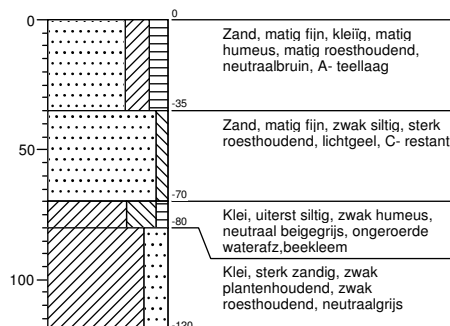 0
0
Zand, matig fijn, kleiïg, matig
humeus, matig roesthoudend,
neutraalbruin, A- teellaag
-35
Zand, matig fijn, zwak siltig, sterk
roesthoudend, lichtgeel, C- restant
50
-70
Klei, uiterst siltig, zwak humeus,
neutraal beigegrijs, ongeroerde
waterafz,beekleem
-80
Klei, sterk zandig, zwak
plantenhoudend, zwak
roesthoudend, neutraalgrijs
100
-120